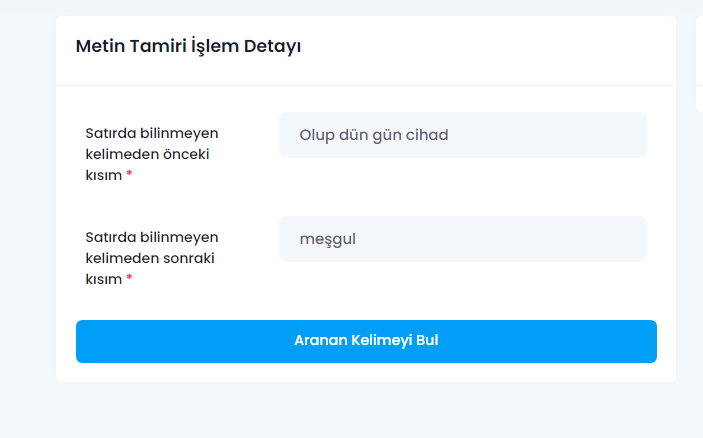 Metin Tamiri İşlem Detayı
Satırda bilinmeyen
kelimeden önceki
kısım *
Olup dün gün cihad
Satırda bilinmeyen
kelimeden sonraki
kısım *
meşgul
Aranan Kelimeyi Bul